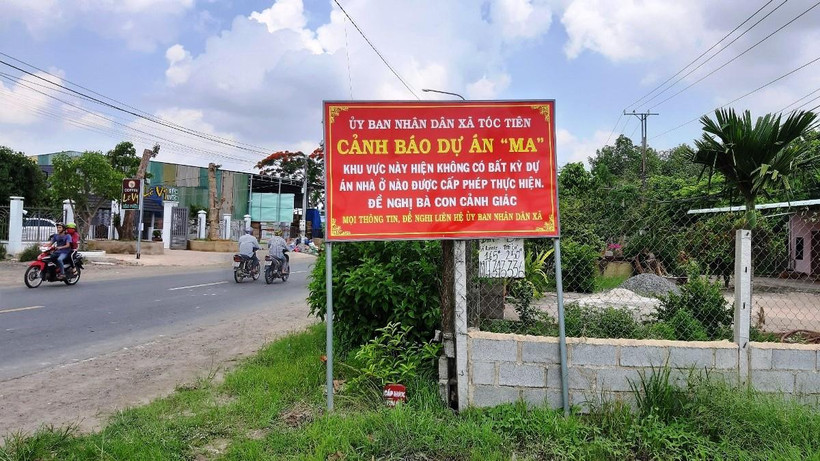 ỦY BAN NHÂN DÂN XÃ TÓC TIÊN
CẢNH BÁO DỰ ÁN "MA"
KHU VỰC NÀY HIỆN KHÔNG CÓ BẤT KỲ DỰ
ÁN NHÀ Ở NÀO ĐƯỢC CẤP PHÉP THỰC HIỆN.
ĐỀ NGHỊ BÀ CON CẢNH GIÁC
MỌI THÔNG TIN, ĐỀ NGHỊ LIÊN HỆ ỦY BAN NHÂN DÂN XÃ
COFFEE